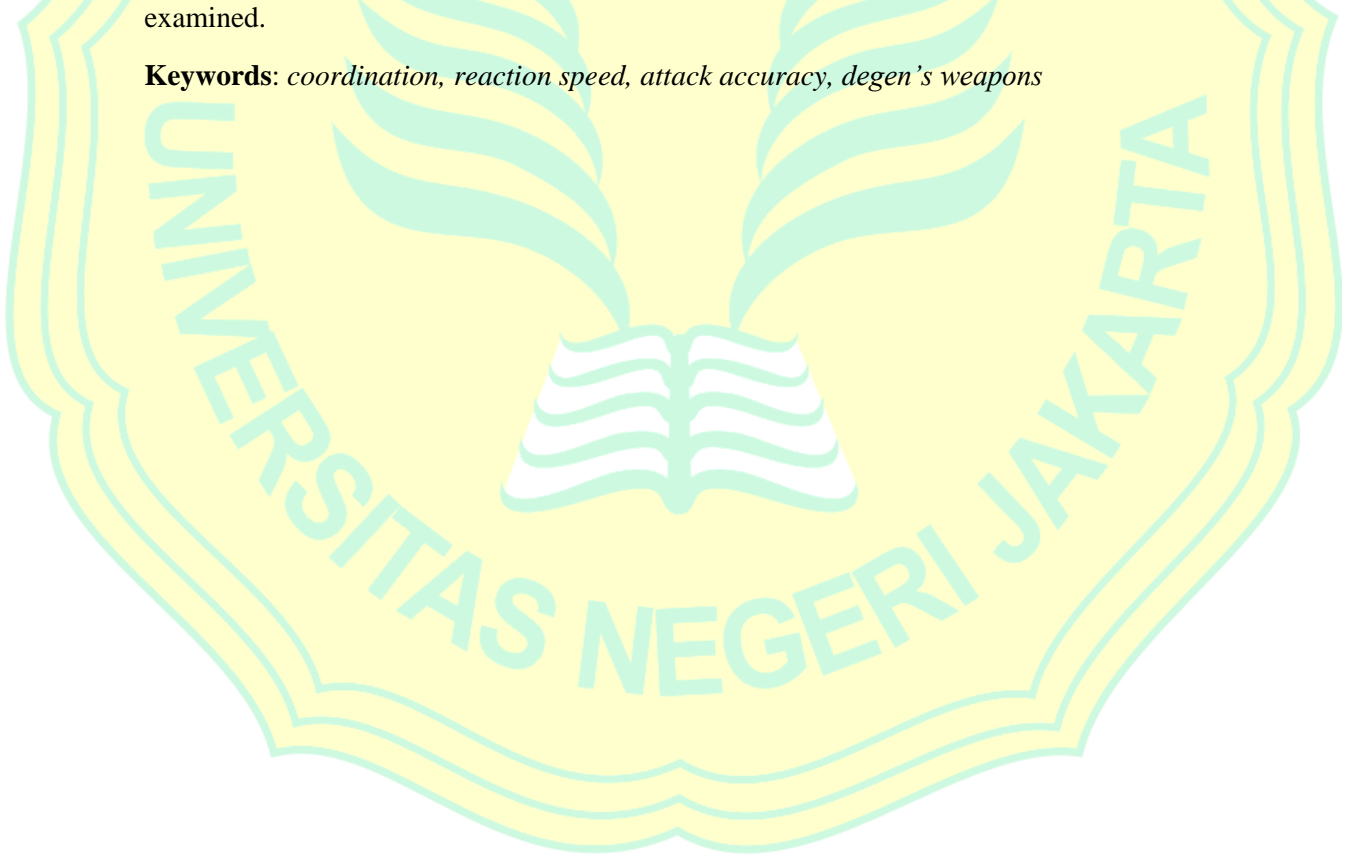 examined.
Keywords: coordination, reaction speed, attack accuracy, degen’s weapons
UNIVERSITAS NEGERI JAKARTA